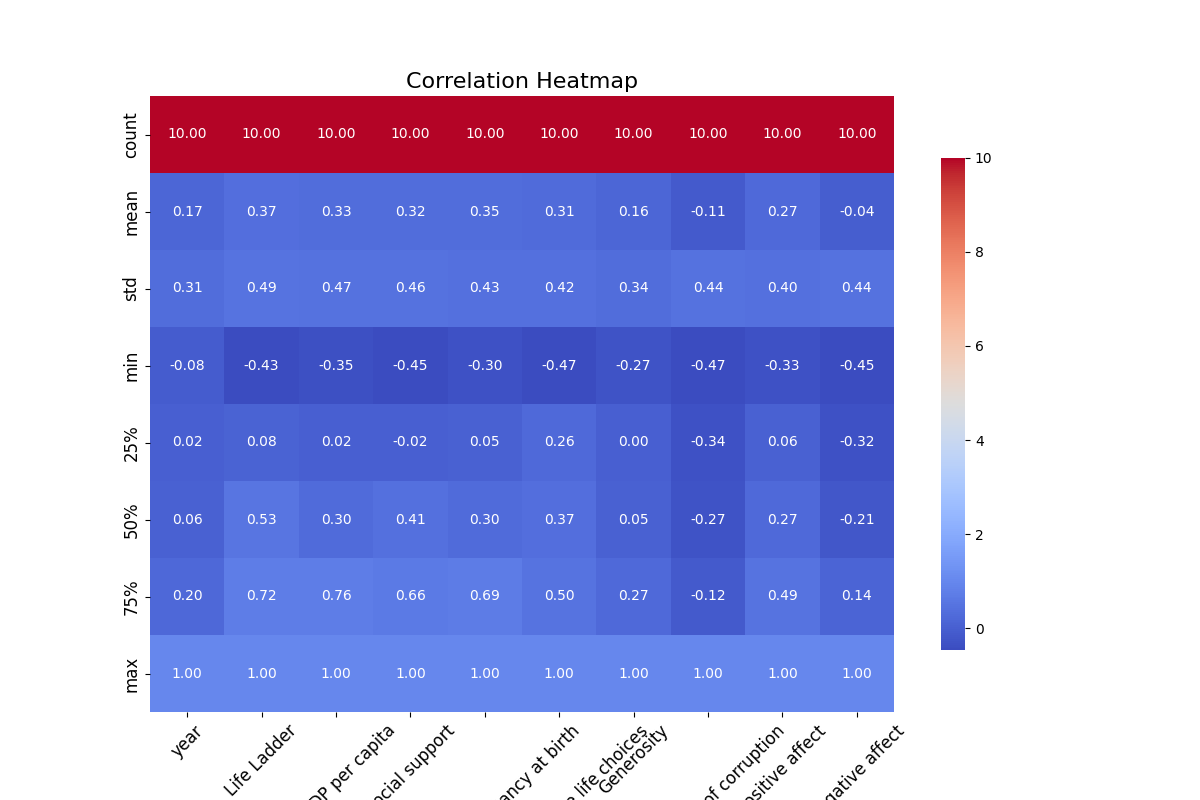 Correlation Heatmap
count 10.00 10.00 10.00 10.00 10.00 10.00 10.00 10.00 10.00 10.00
mean 0.17 0.37 0.33 0.32 0.35 0.31 0.16 -0.11 0.27 -0.04
std 0.31 0.49 0.47 0.46 0.43 0.42 0.34 0.44 0.40 0.44
min -0.08 -0.43 -0.35 -0.45 -0.30 -0.47 -0.27 -0.47 -0.33 -0.45
25% 0.02 0.08 0.02 -0.02 0.05 0.26 0.00 -0.34 0.06 -0.32
50% 0.06 0.53 0.30 0.41 0.30 0.37 0.05 -0.27 0.27 -0.21
75% 0.20 0.72 0.76 0.66 0.69 0.50 0.27 -0.12 0.49 0.14
max 1.00 1.00 1.00 1.00 1.00 1.00 1.00 1.00 1.00 1.00
year
Life Ladder
per capita
support
at birth
life choices
Generosity
of corruption
affect
affect
10
8
6
4
2
0